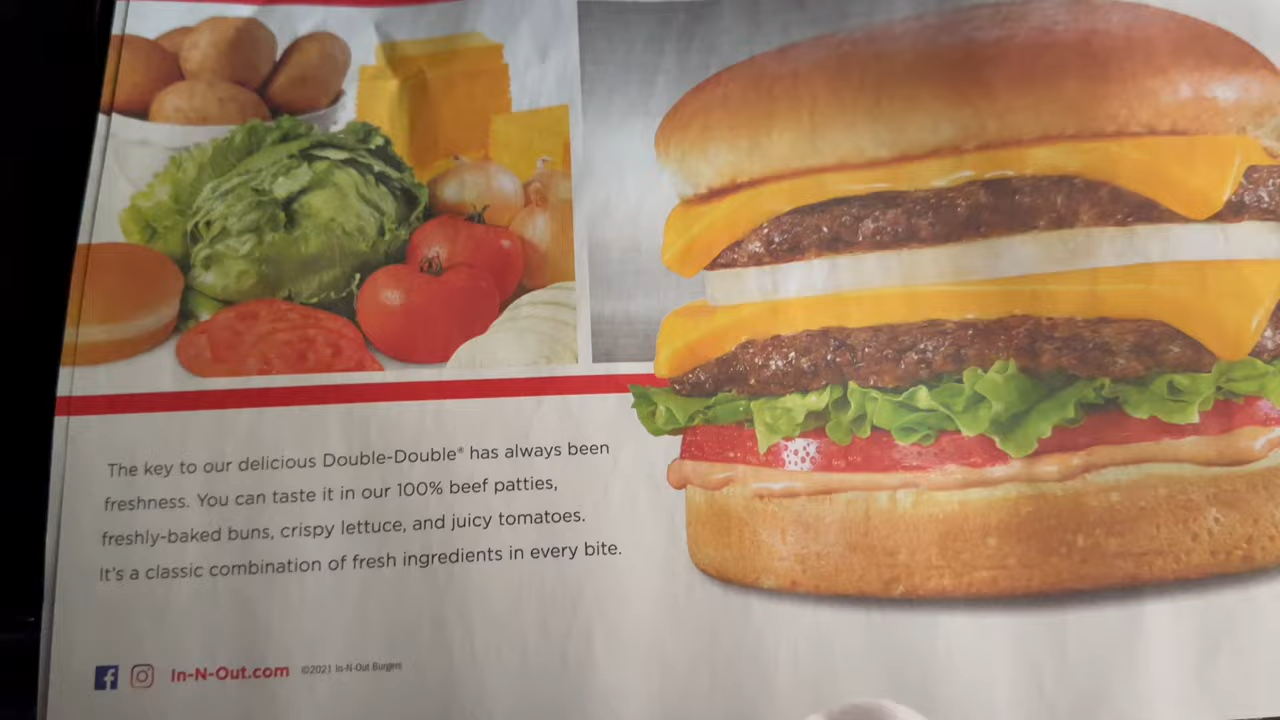 The key to our delicious Double-Double® has always been
freshness. You can taste it in our 100% beef patties,
freshly-baked buns, crispy lettuce, and juicy tomatoes.
It's a classic combination of fresh ingredients in every bite.
In-N-Out.com ©2021 In-N-Out Burgers